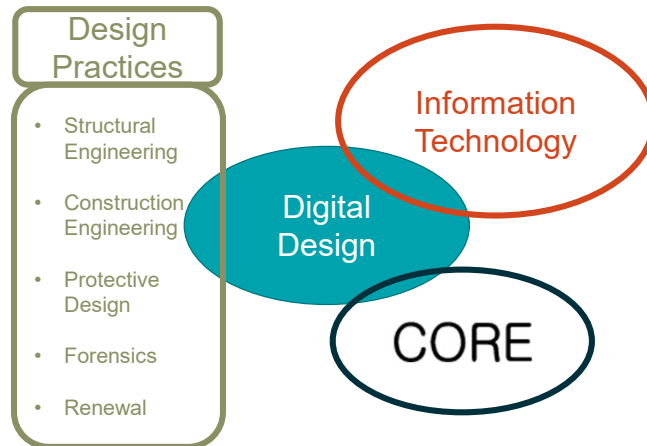 Design
Practices
• Structural
Engineering
• Construction
Engineering
• Protective
Design
• Forensics
• Renewal
Information
Technology
Digital
Design
CORE